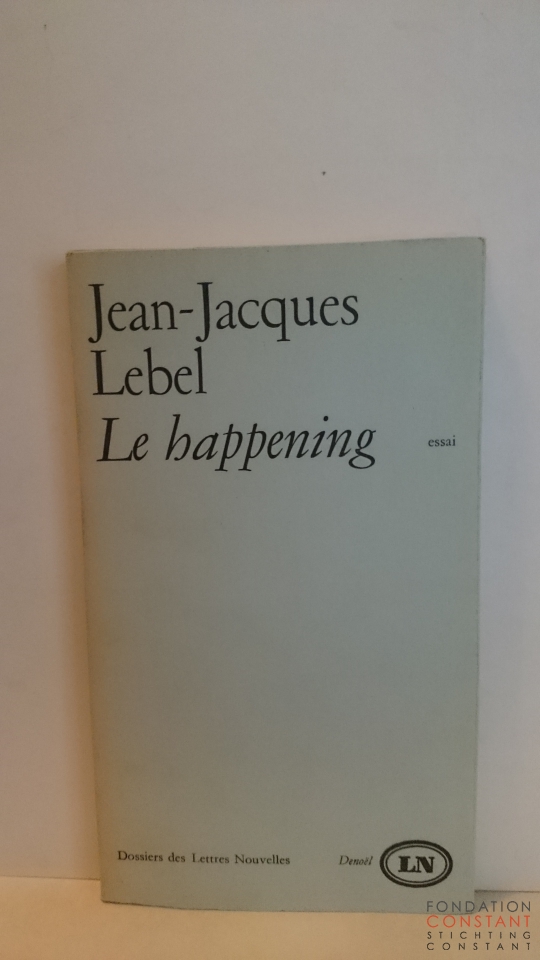 Jean-Jacques
Lebel
Le happening
essai
Dossiers des Lettres Nouvelles
Denoël
LN
FONDATION
CONSTANT
STICHTING
CONSTANT